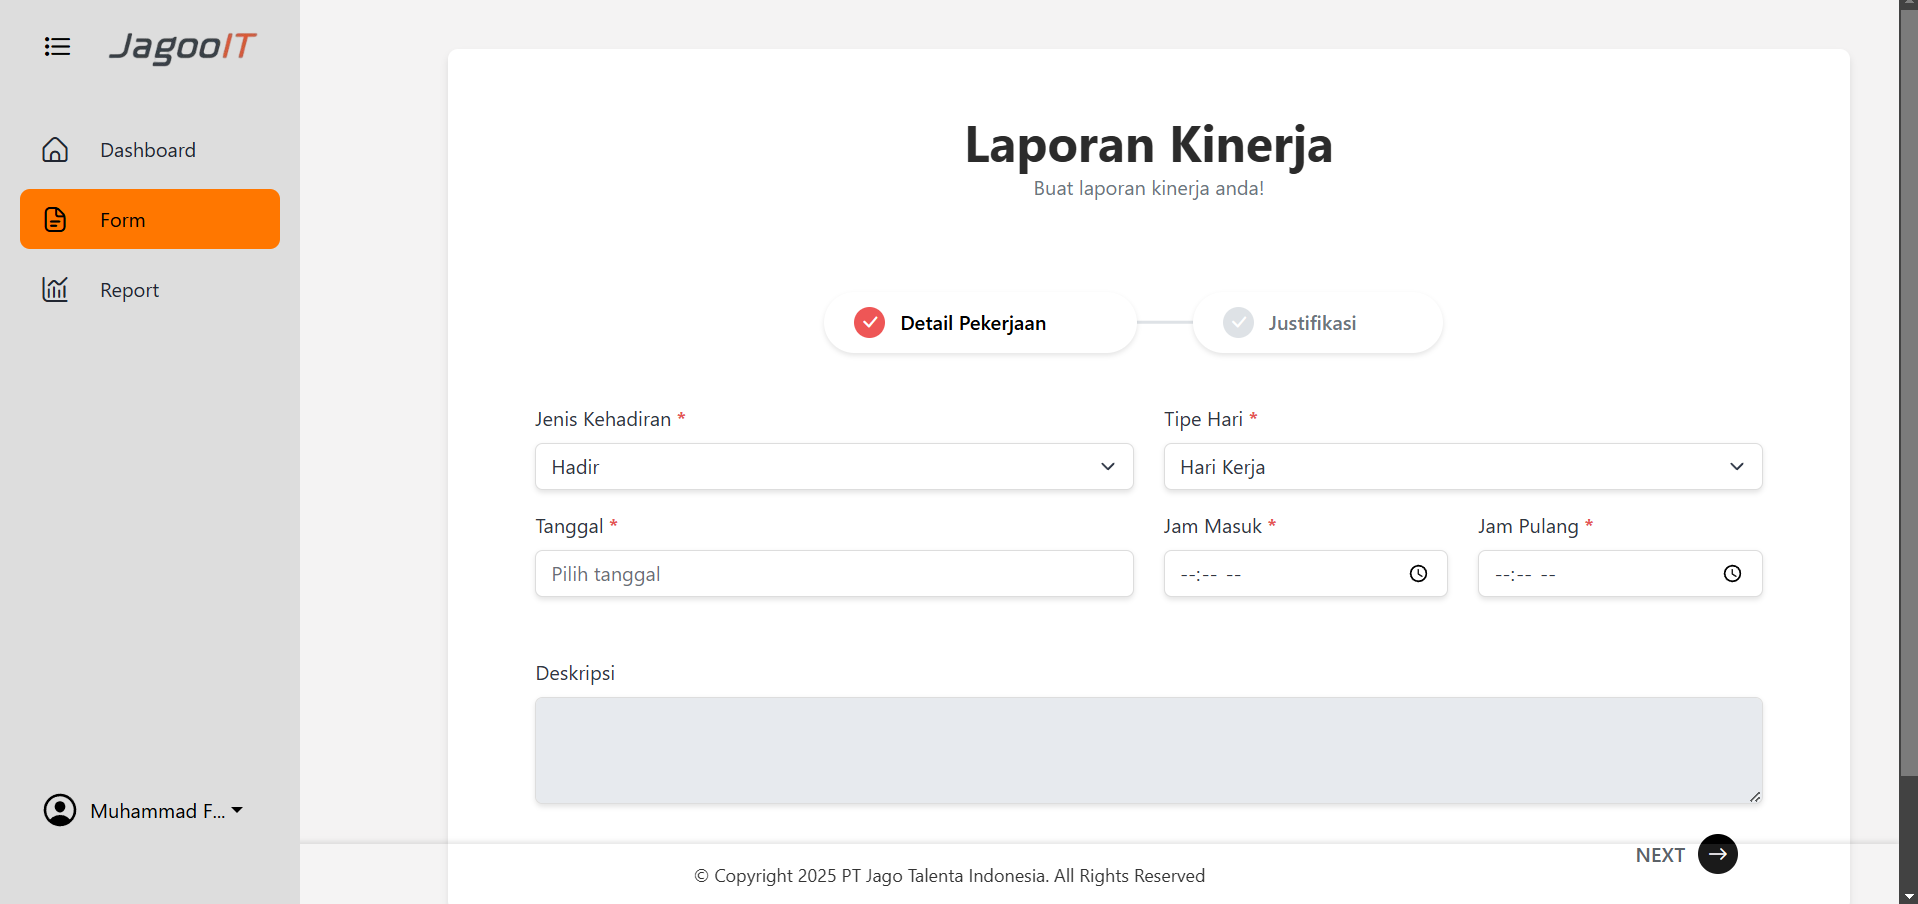 JagooIT
Dashboard
Form
Report
Muhammad F...
Laporan Kinerja
Buat laporan kinerja anda!
Detail Pekerjaan
Justifikasi
Jenis Kehadiran *
Hadir
Tipe Hari *
Hari Kerja
Tanggal *
Pilih tanggal
Jam Masuk *
--:-- --
Jam Pulang *
--:-- --
Deskripsi
NEXT
© Copyright 2025 PT Jago Talenta Indonesia. All Rights Reserved